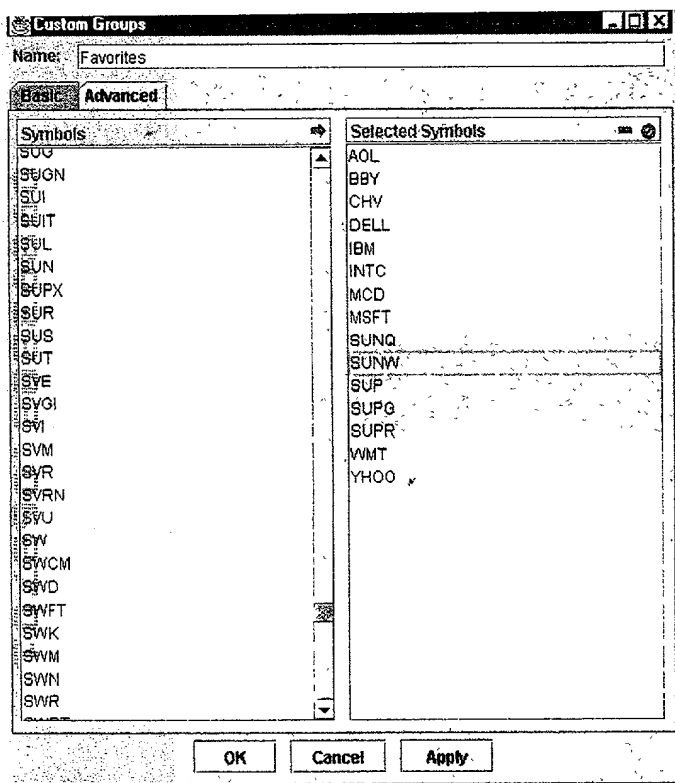 Custom Groups
Name: Favorites
Basic Advanced
Symbols
SUG
SUGN
SUI
SUIT
SUL
SUN
SUPX
SUR
SUS
SUT
SVE
SVGI
SVI
SVM
SVR
SVRN
SVU
SW
SWCM
SWD
SWFT
SWK
SWM
SWN
SWR
Selected Symbols
AOL
BBY
CHV
DELL
IBM
INTC
MCD
MSFT
SUNQ
SUNW
SUP
SUPG
SUPR
WMT
YHOO
OK Cancel Apply